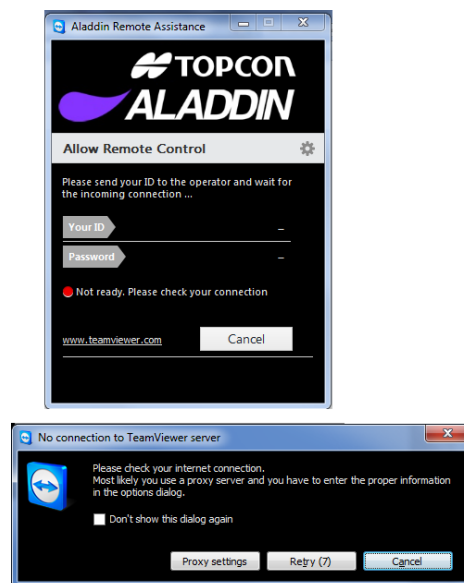 Aladdin Remote Assistance
TOPCON
ALADDIN
Allow Remote Control
Please send your ID to the operator and wait for
the incoming connection ...
Your ID –
Password –
Not ready. Please check your connection
www.teamviewer.com Cancel
No connection to TeamViewer server
Please check your internet connection.
Most likely you use a proxy server and you have to enter the proper information
in the options dialog.
Don't show this dialog again
Proxy settings Retry (7) Cancel